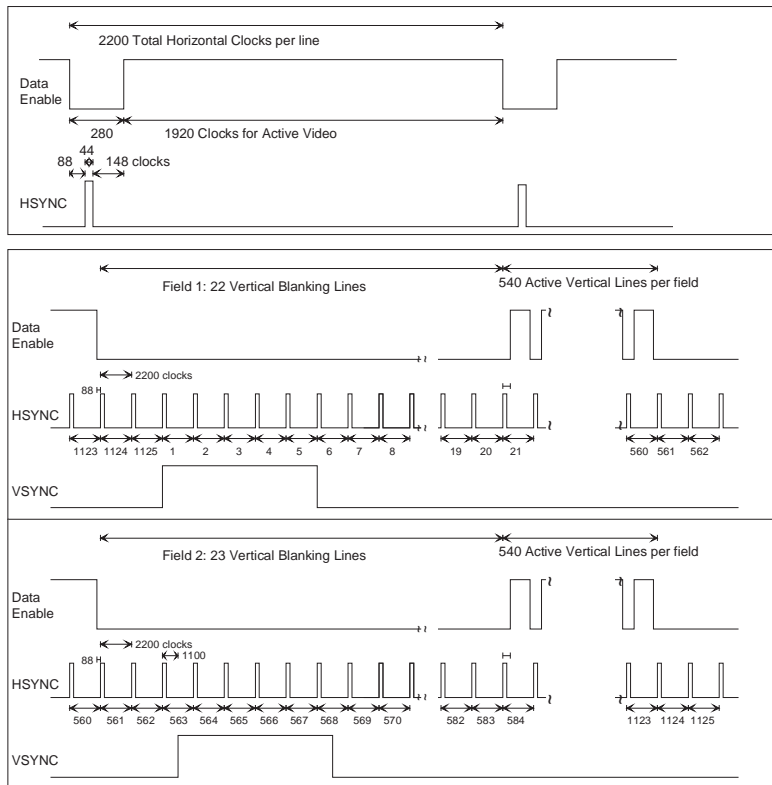 2200 Total Horizontal Clocks per line
Data
Enable
280
1920 Clocks for Active Video
44
88
148 clocks
HSYNC
Field 1: 22 Vertical Blanking Lines
540 Active Vertical Lines per field
Data
Enable
~
2200 clocks
88
HSYNC
1123 1124 1125 1 2 3 4 5 6 7 8 19 20 21 560 561 562
VSYNC
Field 2: 23 Vertical Blanking Lines
540 Active Vertical Lines per field
Data
Enable
2200 clocks
88
1100
HSYNC
560 561 562 563 564 565 566 567 568 569 570 582 583 584 1123 1124 1125
VSYNC